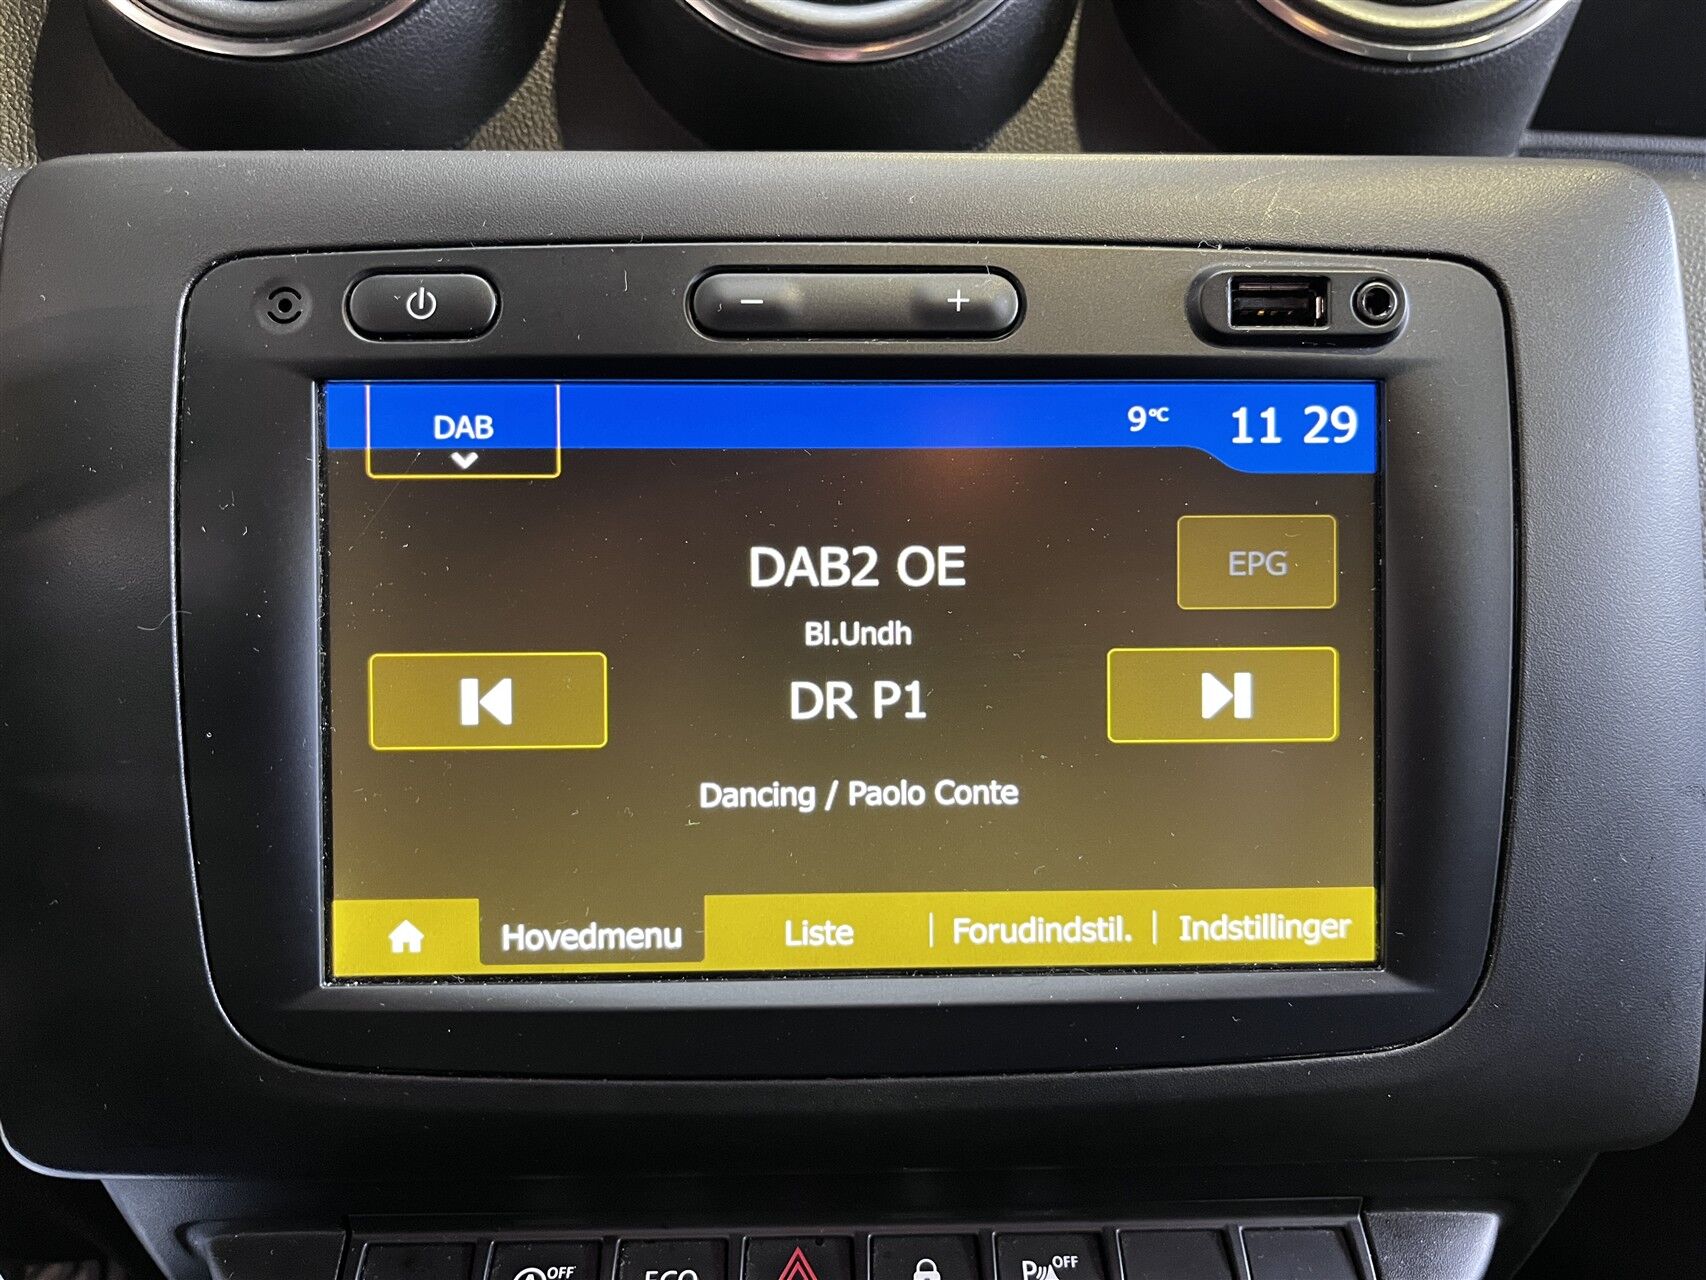 − +
DAB
9°C 11 29
DAB2 OE
EPG
Bl.Undh
DR P1
Dancing / Paolo Conte
Hovedmenu Liste | Forudindstil. | Indstillinger
OFF ECO P OFF